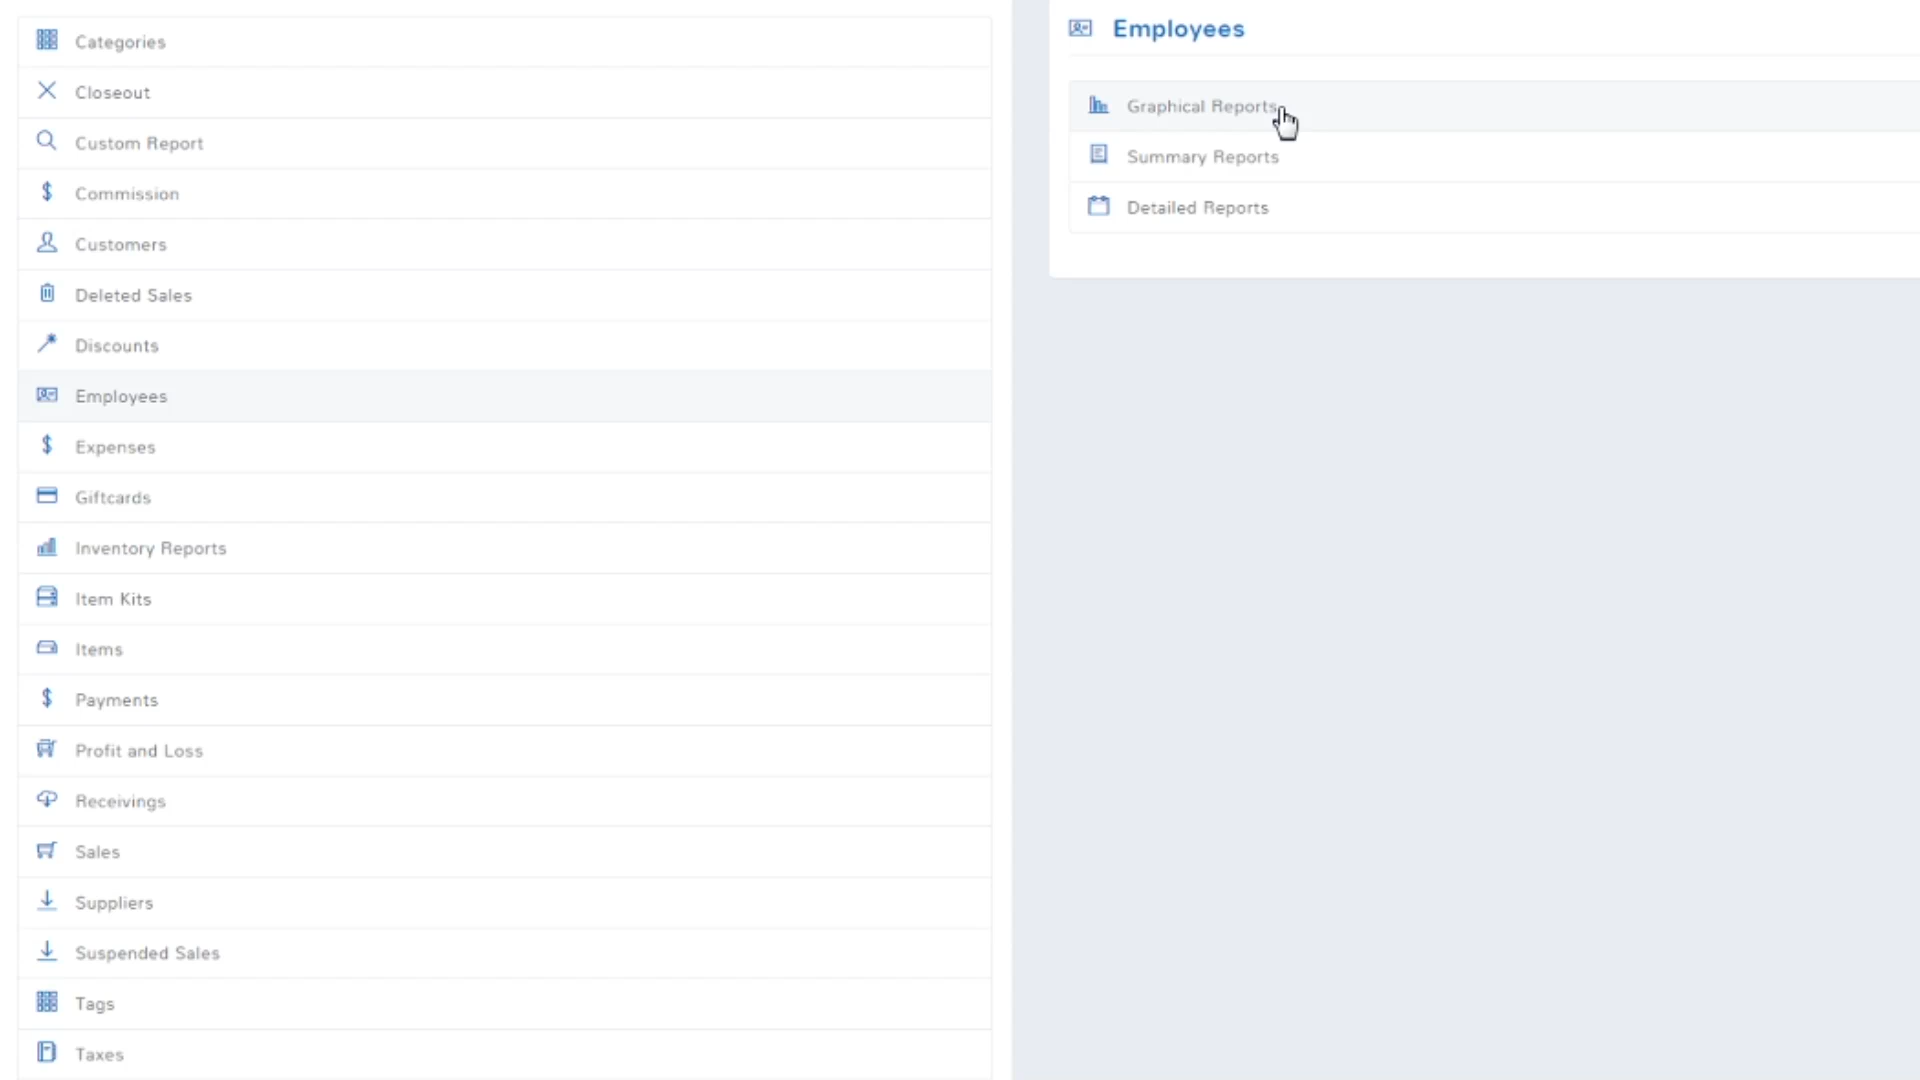 Categories
Closeout
Custom Report
Commission
Customers
Deleted Sales
Discounts
Employees
Expenses
Giftcards
Inventory Reports
Item Kits
Items
Payments
Profit and Loss
Receivings
Sales
Suppliers
Suspended Sales
Tags
Taxes
Employees
Graphical Reports
Summary Reports
Detailed Reports